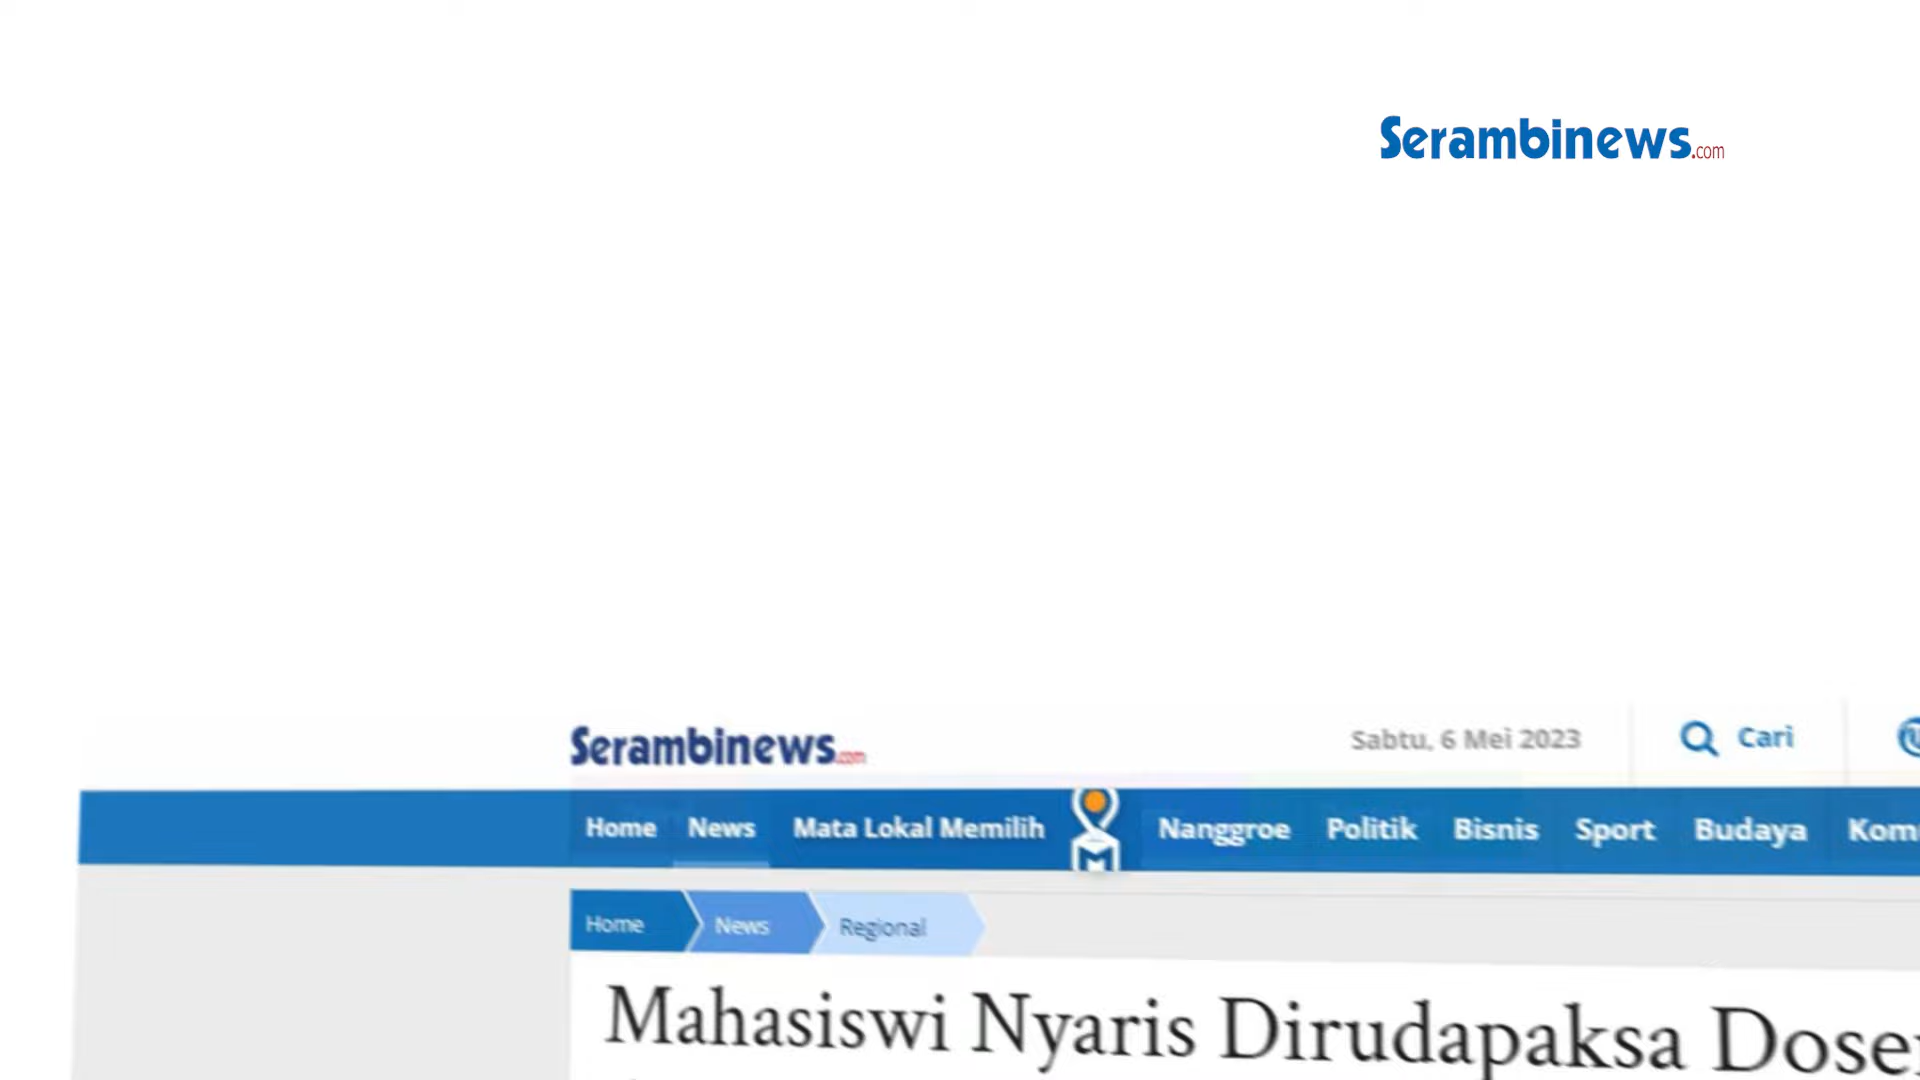 Serambinews.com
Serambinews.com
Sabtu, 6 Mei 2023
Cari
Home News Mata Lokal Memilih Nanggroe Politik Bisnis Sport Budaya
Home News Regional
Mahasiswi Nyaris Dirudapaksa